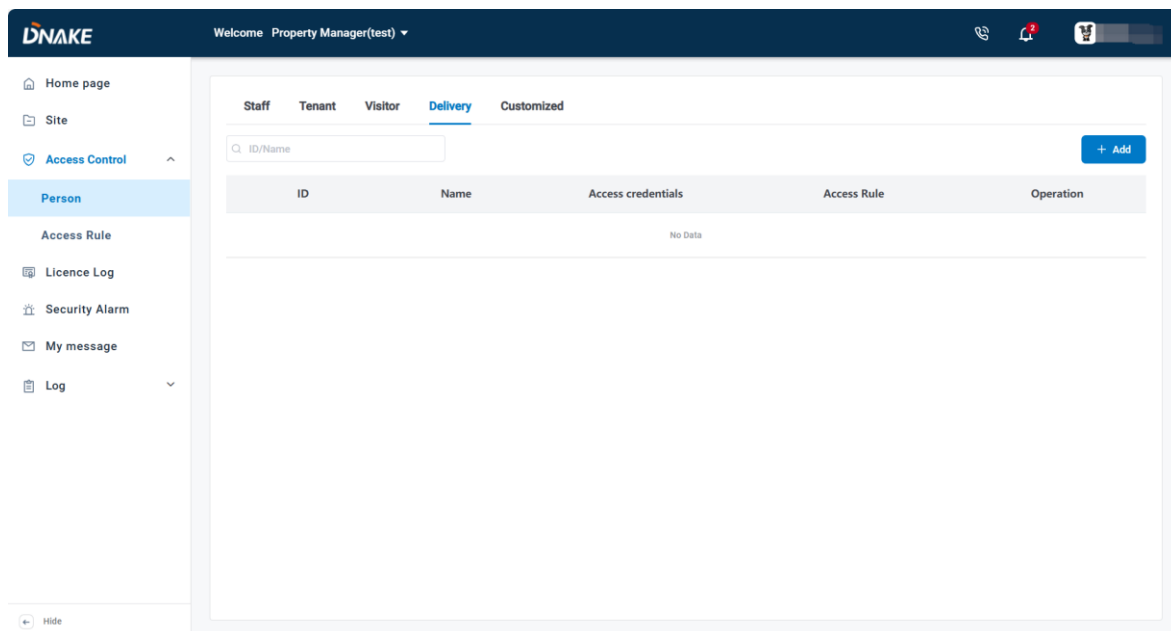 DNAKE
Welcome Property Manager(test)
2
Home page
Site
Access Control
Person
Access Rule
Licence Log
Security Alarm
My message
Log
Hide
Staff Tenant Visitor Delivery Customized
ID/Name
+ Add
ID Name Access credentials Access Rule Operation
No Data